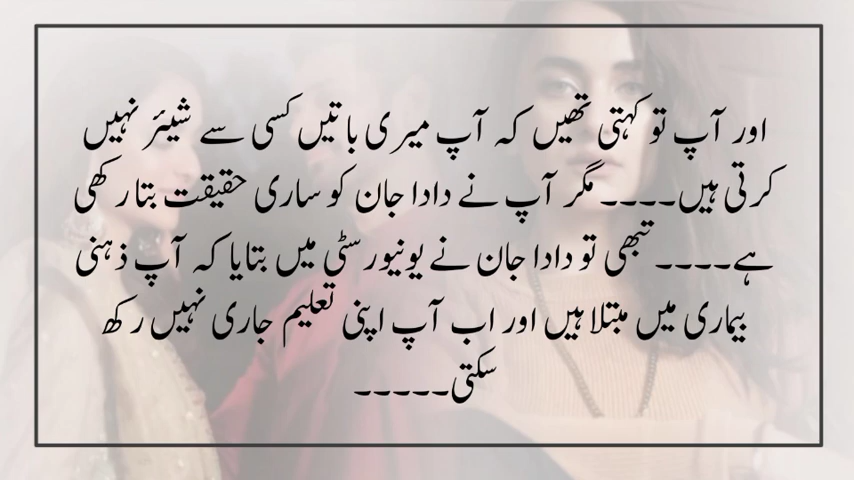 اور آپ تو کہتی تھیں کہ آپ میری باتیں کسی سے شیئر نہیں
کرتی ہیں۔۔۔۔ مگر آپ نے دادا جان کو ساری حقیقت بتا رکھی
ہے۔۔۔۔ تبھی تو دادا جان نے یونیورسٹی میں بتایا کہ آپ ذہنی
بیماری میں مبتلا ہیں اور اب آپ اپنی تعلیم جاری نہیں رکھ
سکتی۔۔۔۔۔